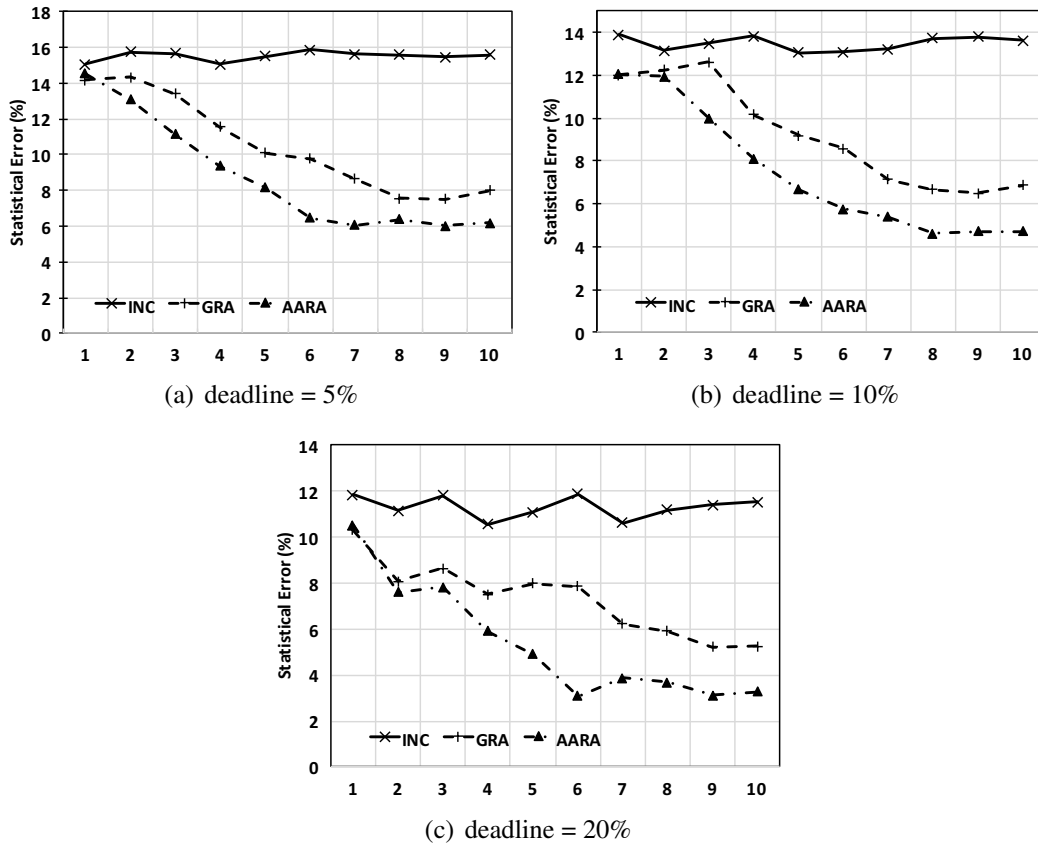 18
16
14
12
10
8
6
4
2
0
Statistical Error (%)
INC GRA AARA
1 2 3 4 5 6 7 8 9 10
(a) deadline = 5%
14
12
10
8
6
4
2
0
Statistical Error (%)
INC GRA AARA
1 2 3 4 5 6 7 8 9 10
(b) deadline = 10%
14
12
10
8
6
4
2
0
Statistical Error (%)
INC GRA AARA
1 2 3 4 5 6 7 8 9 10
(c) deadline = 20%